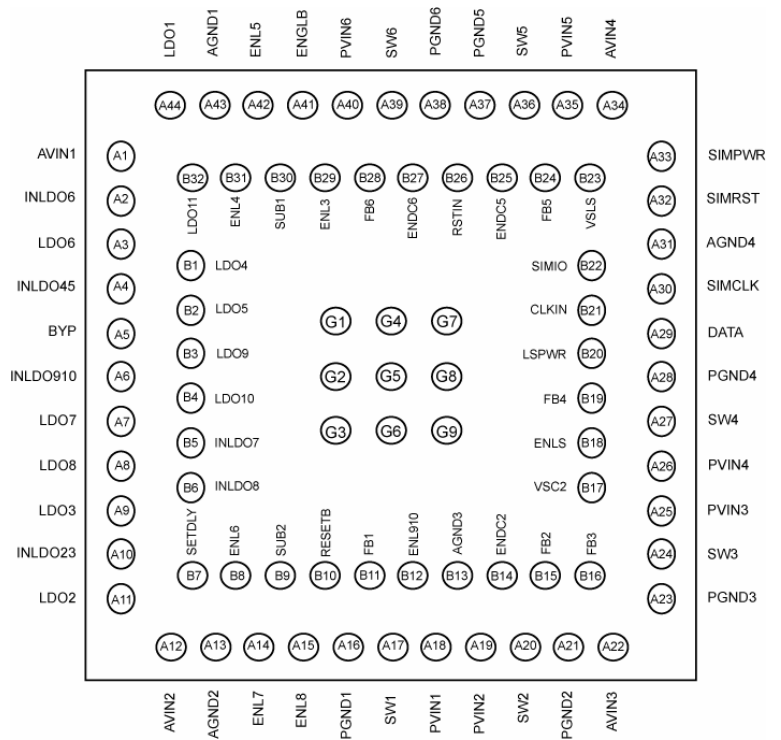 LDO1 AGND1 ENL5 ENGLB PVIN6 SW6 PGND6 PGND5 SW5 PVIN5 AVIN4
A44 A43 A42 A41 A40 A39 A38 A37 A36 A35 A34
AVIN1 A1 A33 SIMPWR
B32 B31 B30 B29 B28 B27 B26 B25 B24 B23
INLDO6 A2 A32 SIMRST
LDO11 ENL4 SUB1 ENL3 FB6 ENDC6 RSTIN ENDC5 FB5 VSLS
LDO6 A3 A31 AGND4
B1 LDO4 SIMIO B22
INLDO45 A4 A30 SIMCLK
B2 LDO5 CLKIN B21
G1 G4 G7
BYP A5 A29 DATA
B3 LDO9 LSPWR B20
INLDO910 A6 G2 G5 G8 A28 PGND4
B4 LDO10 FB4 B19
LDO7 A7 A27 SW4
G3 G6 G9
B5 INLDO7 ENLS B18
LDO8 A8 A26 PVIN4
B6 INLDO8 VSC2 B17
LDO3 A9 A25 PVIN3
SETDLY ENL6 SUB2 RESETB FB1 ENL910 AGND3 ENDC2 FB2 FB3
INLDO23 A10 A24 SW3
B7 B8 B9 B10 B11 B12 B13 B14 B15 B16
LDO2 A11 A23 PGND3
A12 A13 A14 A15 A16 A17 A18 A19 A20 A21 A22
AVIN2 AGND2 ENL7 ENL8 PGND1 SW1 PVIN1 PVIN2 SW2 PGND2 AVIN3